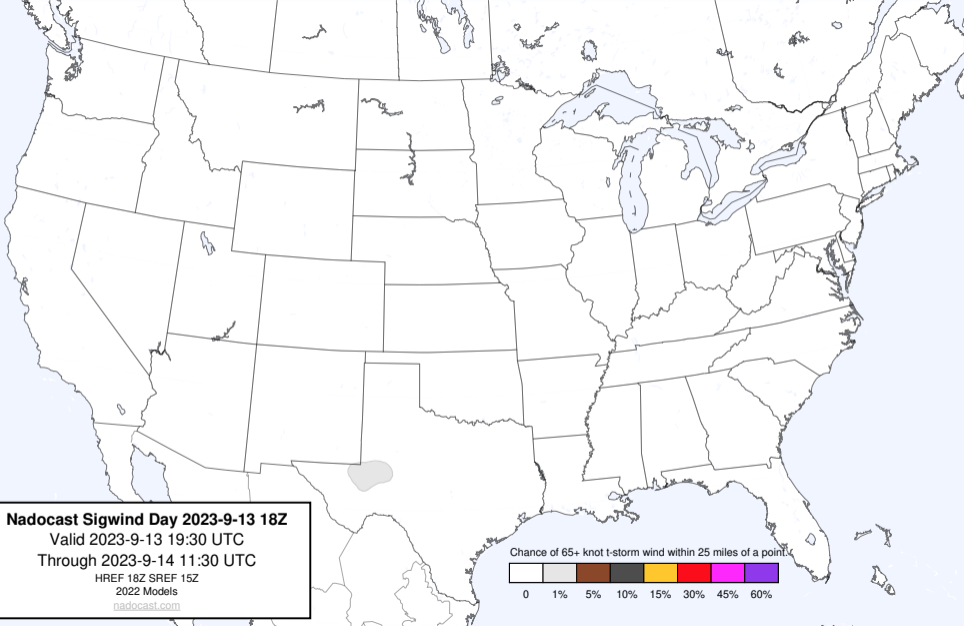 Nadocast Sigwind Day 2023-9-13 18Z
Valid 2023-9-13 19:30 UTC
Through 2023-9-14 11:30 UTC
HREF 18Z SREF 15Z
2022 Models
nadocast.com
Chance of 65+ knot t-storm wind within 25 miles of a point.
0 1% 5% 10% 15% 30% 45% 60%